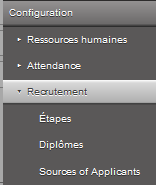 Configuration
Ressources humaines
Attendance
Recrutement
Étapes
Diplômes
Sources of Applicants